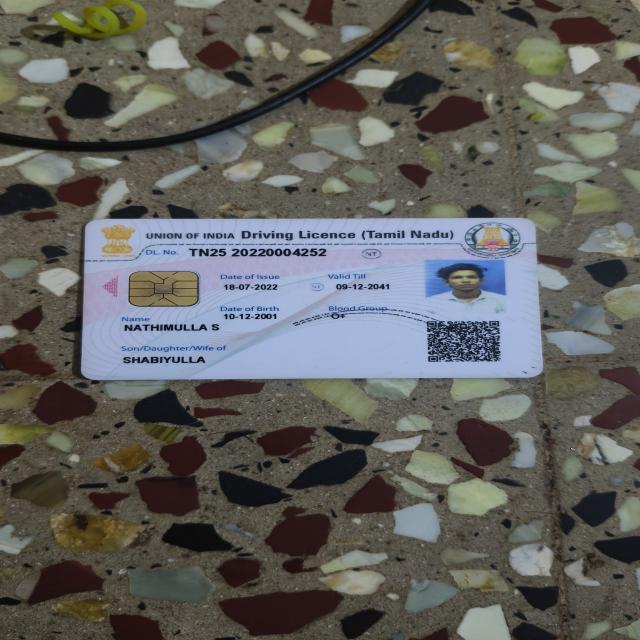 UNION OF INDIA Driving Licence (Tamil Nadu)
DL. No. TN25 20220004252 NT
Date of Issue Valid Till
18-07-2022 NT 09-12-2041
Date of Birth Blood Group
10-12-2001 O+
Name
NATHIMULLA S
Son/Daughter/Wife of
SHABIYULLA